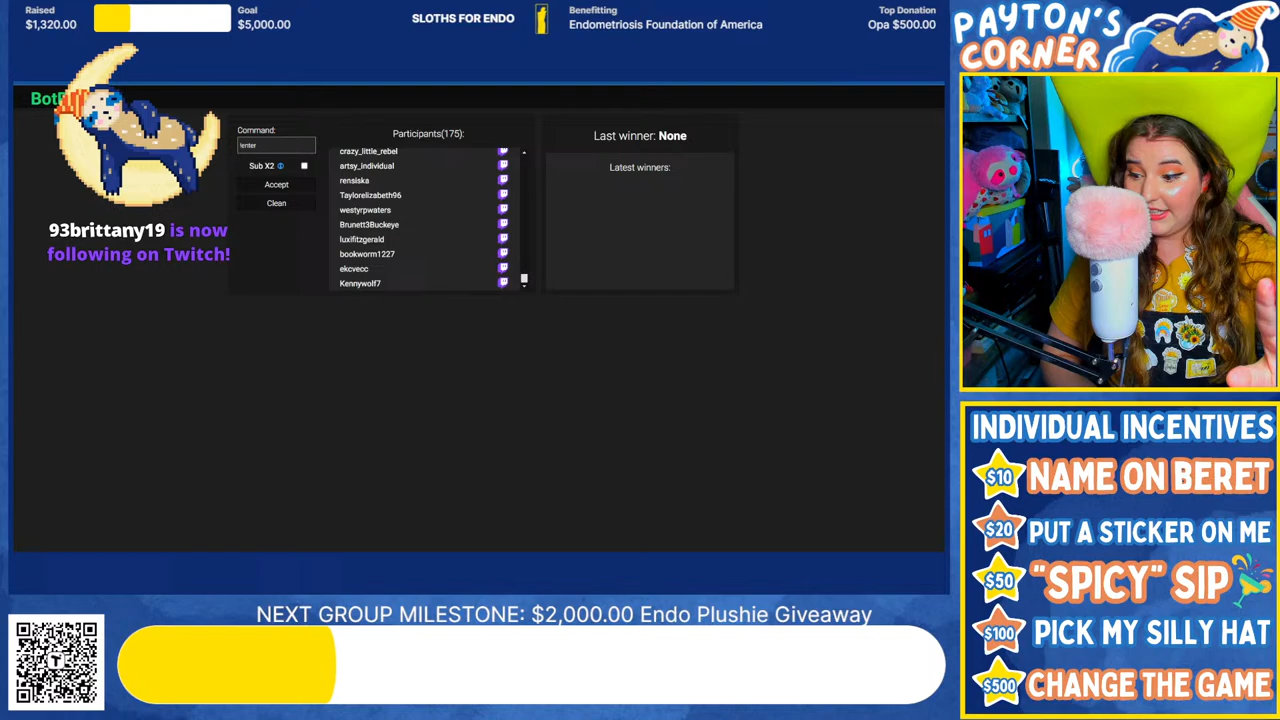 Raised
$1,320.00
Goal
$5,000.00
SLOTHS FOR ENDO
Benefitting
Endometriosis Foundation of America
Top Donation
Opa $500.00
PAYTON'S
CORNER
93brittany19 is now
following on Twitch!
Command:
!enter
Sub X2
Accept
Clean
Participants(175):
crazy_little_rebel
artsy_individual
rensiska
Taylorelizabeth96
westyrpwaters
Brunett3Buckeye
luxifitzgerald
bookworm1227
ekcvecc
Kennywolf7
Last winner: None
Latest winners:
INDIVIDUAL INCENTIVES
$10 NAME ON BERET
$20 PUT A STICKER ON ME
$50 "SPICY" SIP
$100 PICK MY SILLY HAT
$500 CHANGE THE GAME
NEXT GROUP MILESTONE: $2,000.00 Endo Plushie Giveaway